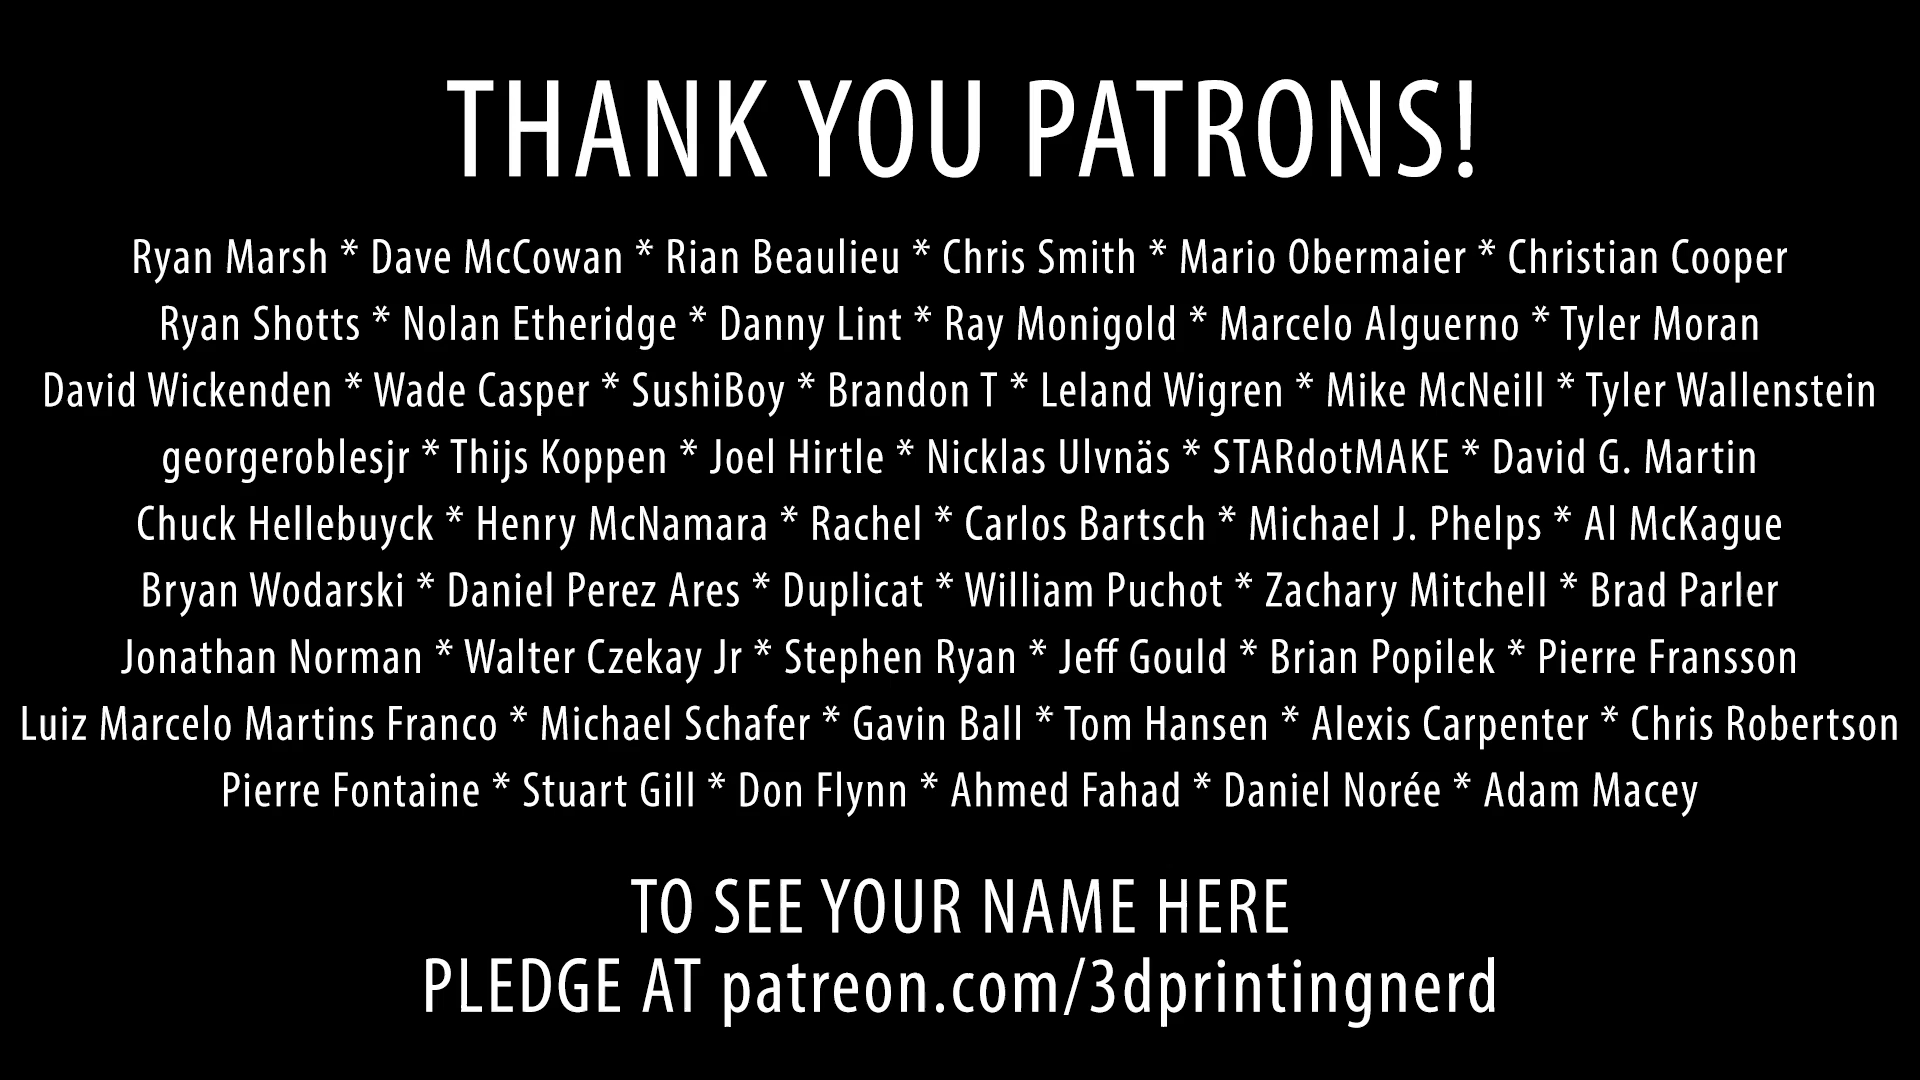 THANK YOU PATRONS!
Ryan Marsh * Dave McCowan * Rian Beaulieu * Chris Smith * Mario Obermaier * Christian Cooper
Ryan Shotts * Nolan Etheridge * Danny Lint * Ray Monigold * Marcelo Alguerno * Tyler Moran
David Wickenden * Wade Casper * SushiBoy * Brandon T * Leland Wigren * Mike McNeill * Tyler Wallenstein
georgeroblesjr * Thijs Koppen * Joel Hirtle * Nicklas Ulvnäs * STARdotMAKE * David G. Martin
Chuck Hellebuyck * Henry McNamara * Rachel * Carlos Bartsch * Michael J. Phelps * Al McKague
Bryan Wodarski * Daniel Perez Ares * Duplicat * William Puchot * Zachary Mitchell * Brad Parler
Jonathan Norman * Walter Czekay Jr * Stephen Ryan * Jeff Gould * Brian Popilek * Pierre Fransson
Luiz Marcelo Martins Franco * Michael Schafer * Gavin Ball * Tom Hansen * Alexis Carpenter * Chris Robertson
Pierre Fontaine * Stuart Gill * Don Flynn * Ahmed Fahad * Daniel Norée * Adam Macey
TO SEE YOUR NAME HERE
PLEDGE AT patreon.com/3dprintingnerd